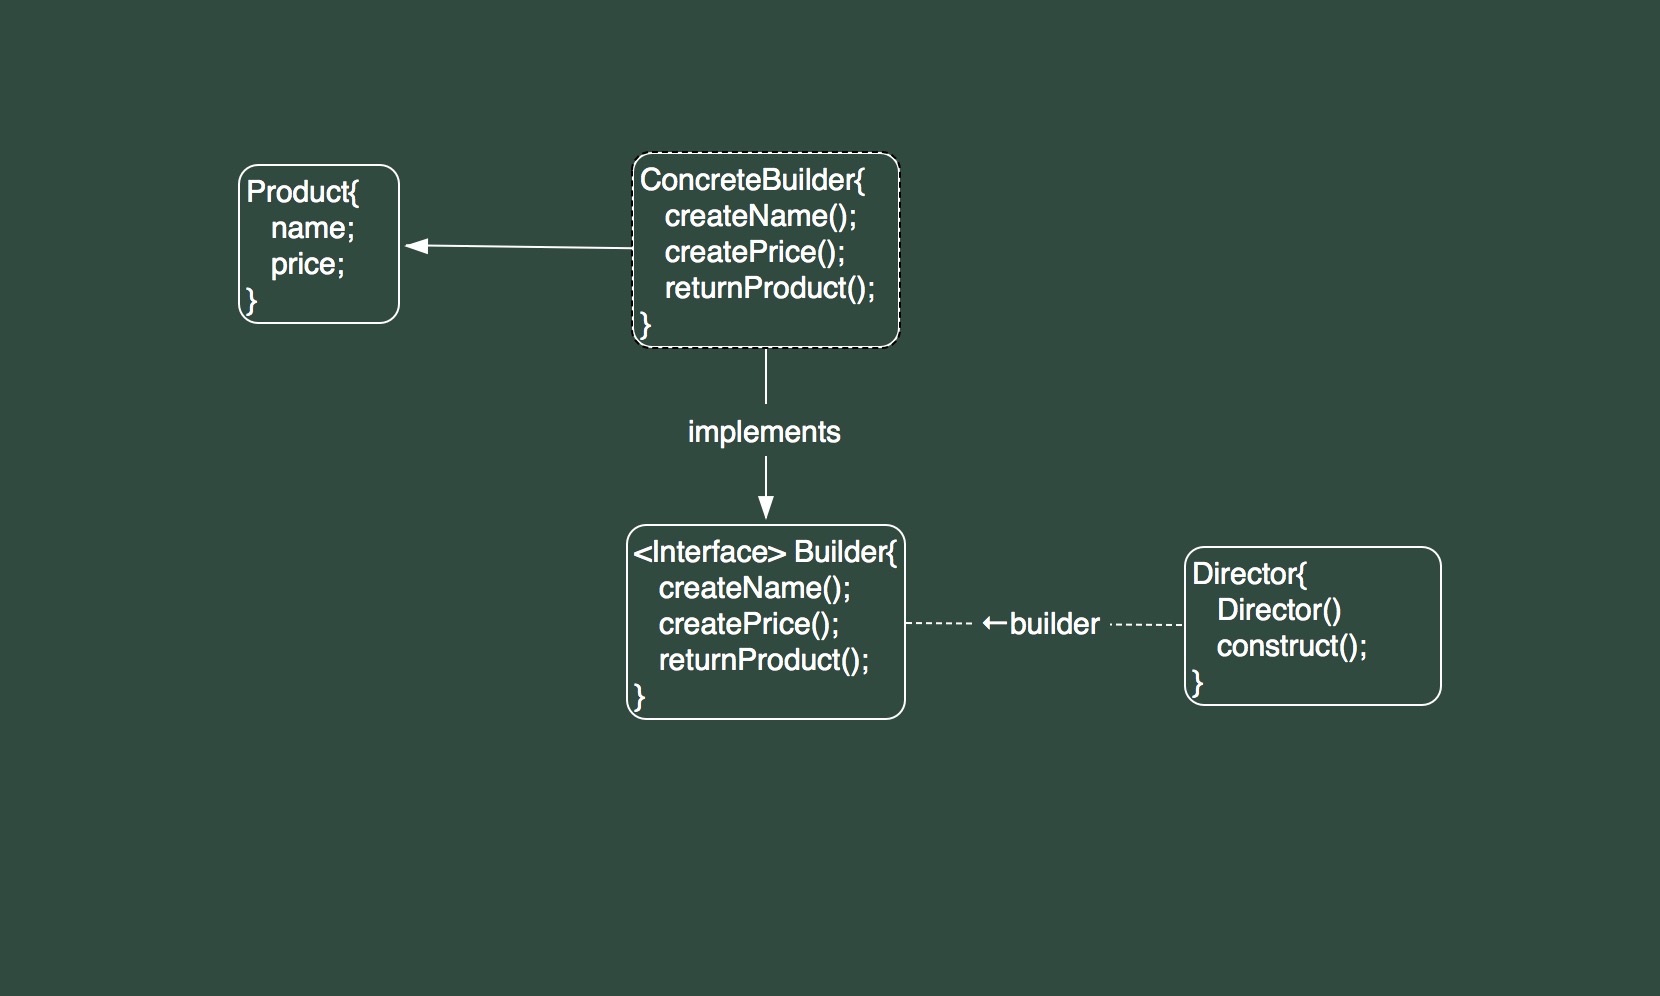 Product{
name;
price;
}
ConcreteBuilder{
createName();
createPrice();
returnProduct();
}
implements
<Interface> Builder{
createName();
createPrice();
returnProduct();
}
←builder
Director{
Director()
construct();
}